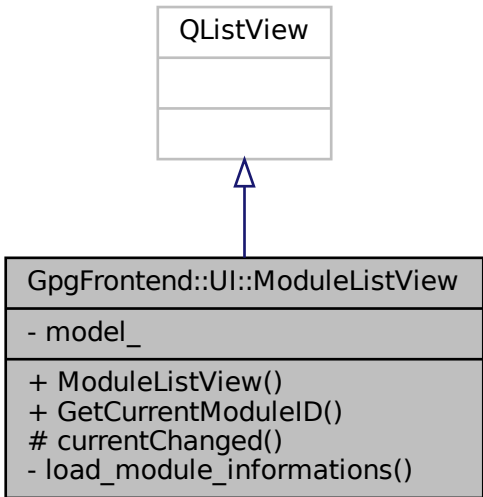 QListView
GpgFrontend::UI::ModuleListView
- model_
+ ModuleListView()
+ GetCurrentModuleID()
# currentChanged()
- load_module_informations()